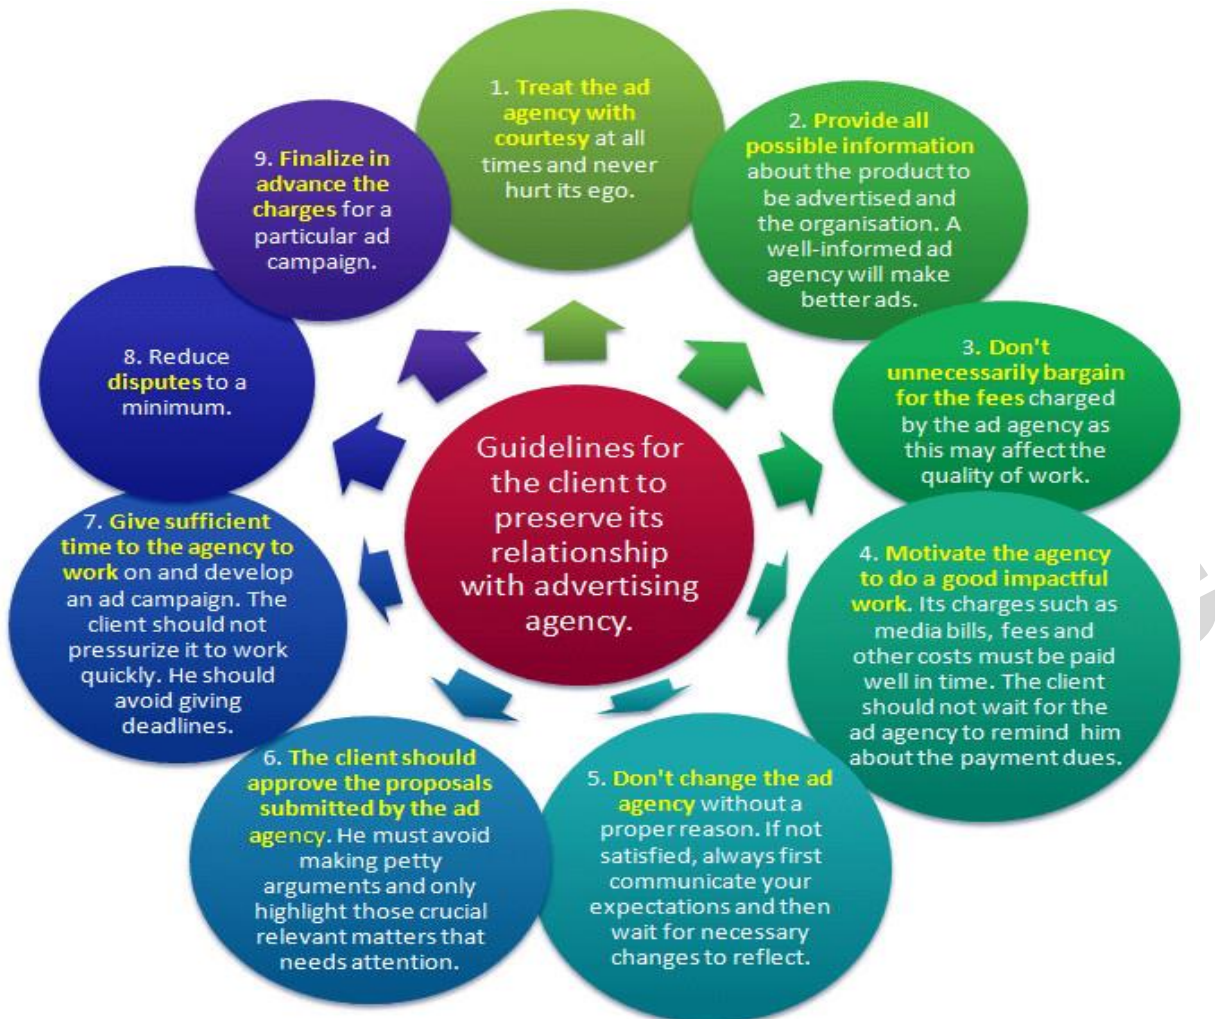 1. Treat the ad
agency with
courtesy at all
times and never
hurt its ego.
2. Provide all
possible information
about the product to
be advertised and
the organisation. A
well-informed ad
agency will make
better ads.
3. Don't
unnecessarily bargain
for the fees charged
by the ad agency as
this may affect the
quality of work.
4. Motivate the agency
to do a good impactful
work. Its charges such as
media bills, fees and
other costs must be paid
well in time. The client
should not wait for the
ad agency to remind him
about the payment dues.
5. Don't change the ad
agency without a
proper reason. If not
satisfied, always first
communicate your
expectations and then
wait for necessary
changes to reflect.
6. The client should
approve the proposals
submitted by the ad
agency. He must avoid
making petty
arguments and only
highlight those crucial
relevant matters that
needs attention.
7. Give sufficient
time to the agency to
work on and develop
an ad campaign. The
client should not
pressurize it to work
quickly. He should
avoid giving
deadlines.
8. Reduce
disputes to a
minimum.
9. Finalize in
advance the
charges for a
particular ad
campaign.
Guidelines for
the client to
preserve its
relationship
with advertising
agency.